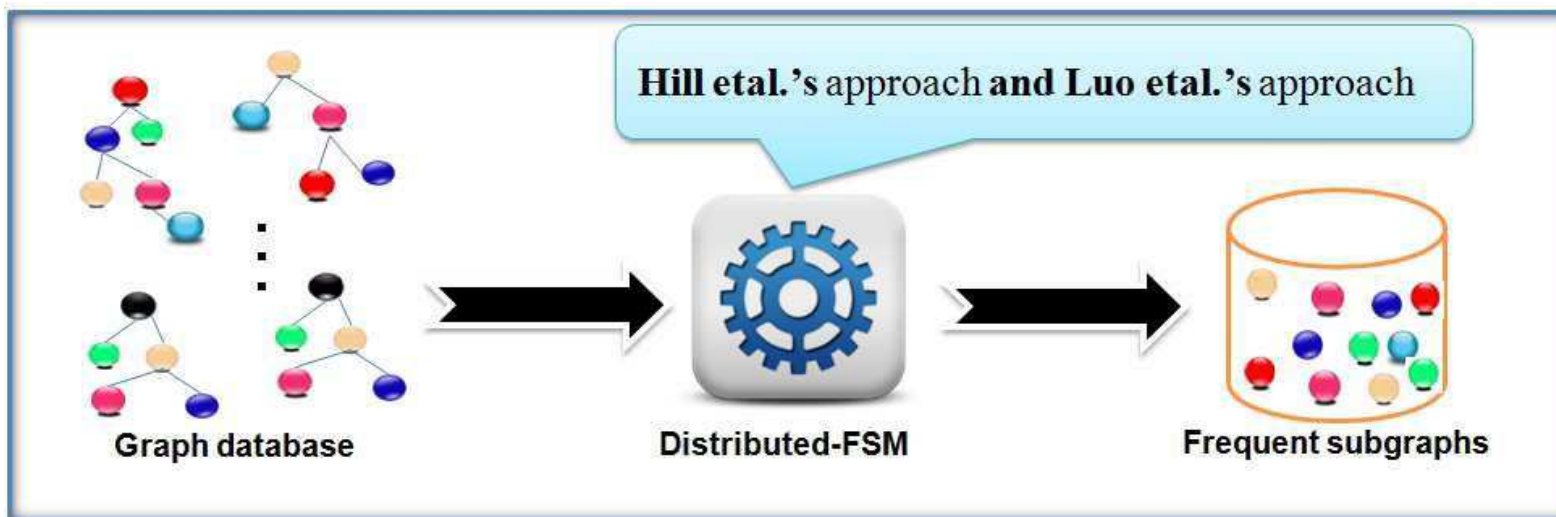 Hill etal.'s approach and Luo etal.'s approach
Graph database
Distributed-FSM
Frequent subgraphs